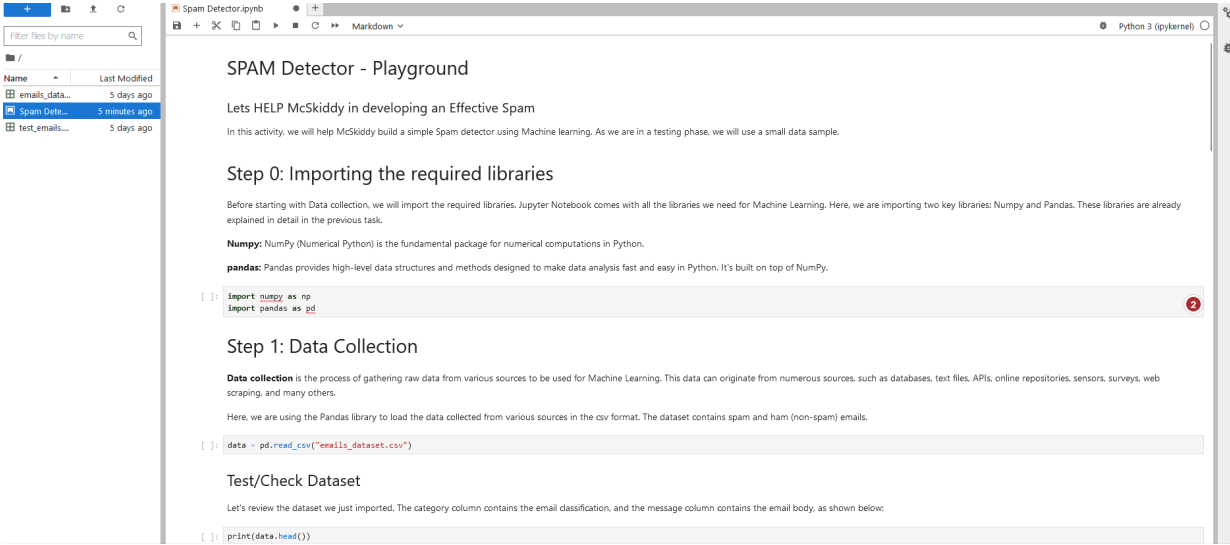 Spam Detector.ipynb
Markdown
Python 3 (ipykernel)
Filter files by name
/
Name
Last Modified
emails_data...
5 days ago
Spam Dete...
5 minutes ago
test_emails....
5 days ago
SPAM Detector - Playground
Lets HELP McSkiddy in developing an Effective Spam
In this activity, we will help McSkiddy build a simple Spam detector using Machine learning. As we are in a testing phase, we will use a small data sample.
Step 0: Importing the required libraries
Before starting with Data collection, we will import the required libraries. Jupyter Notebook comes with all the libraries we need for Machine Learning. Here, we are importing two key libraries: Numpy and Pandas. These libraries are already
explained in detail in the previous task.
Numpy: NumPy (Numerical Python) is the fundamental package for numerical computations in Python.
pandas: Pandas provides high-level data structures and methods designed to make data analysis fast and easy in Python. It's built on top of NumPy.
[ ]: import numpy as np
import pandas as pd
2
Step 1: Data Collection
Data collection is the process of gathering raw data from various sources to be used for Machine Learning. This data can originate from numerous sources, such as databases, text files, APIs, online repositories, sensors, surveys, web
scraping, and many others.
Here, we are using the Pandas library to load the data collected from various sources in the csv format. The dataset contains spam and ham (non-spam) emails.
[ ]: data = pd.read_csv("emails_dataset.csv")
Test/Check Dataset
Let's review the dataset we just imported. The category column contains the email classification, and the message column contains the email body, as shown below:
[ ]: print(data.head())